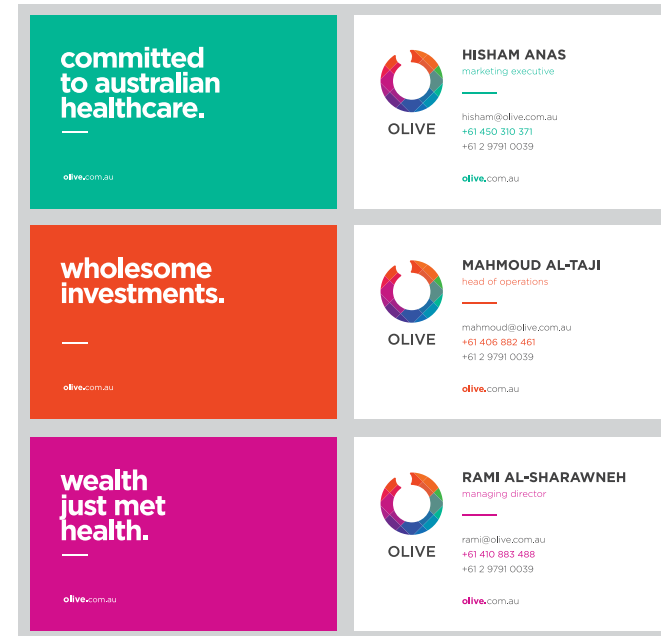 committed
to australian
healthcare.
olive.com.au
OLIVE
HISHAM ANAS
marketing executive
hisham@olive.com.au
+61 450 310 371
+61 2 9791 0039
olive.com.au
wholesome
investments.
olive.com.au
OLIVE
MAHMOUD AL-TAJI
head of operations
mahmoud@olive.com.au
+61 406 882 461
+61 2 9791 0039
olive.com.au
wealth
just met
health.
olive.com.au
OLIVE
RAMI AL-SHARAWNEH
managing director
rami@olive.com.au
+61 410 883 488
+61 2 9791 0039
olive.com.au